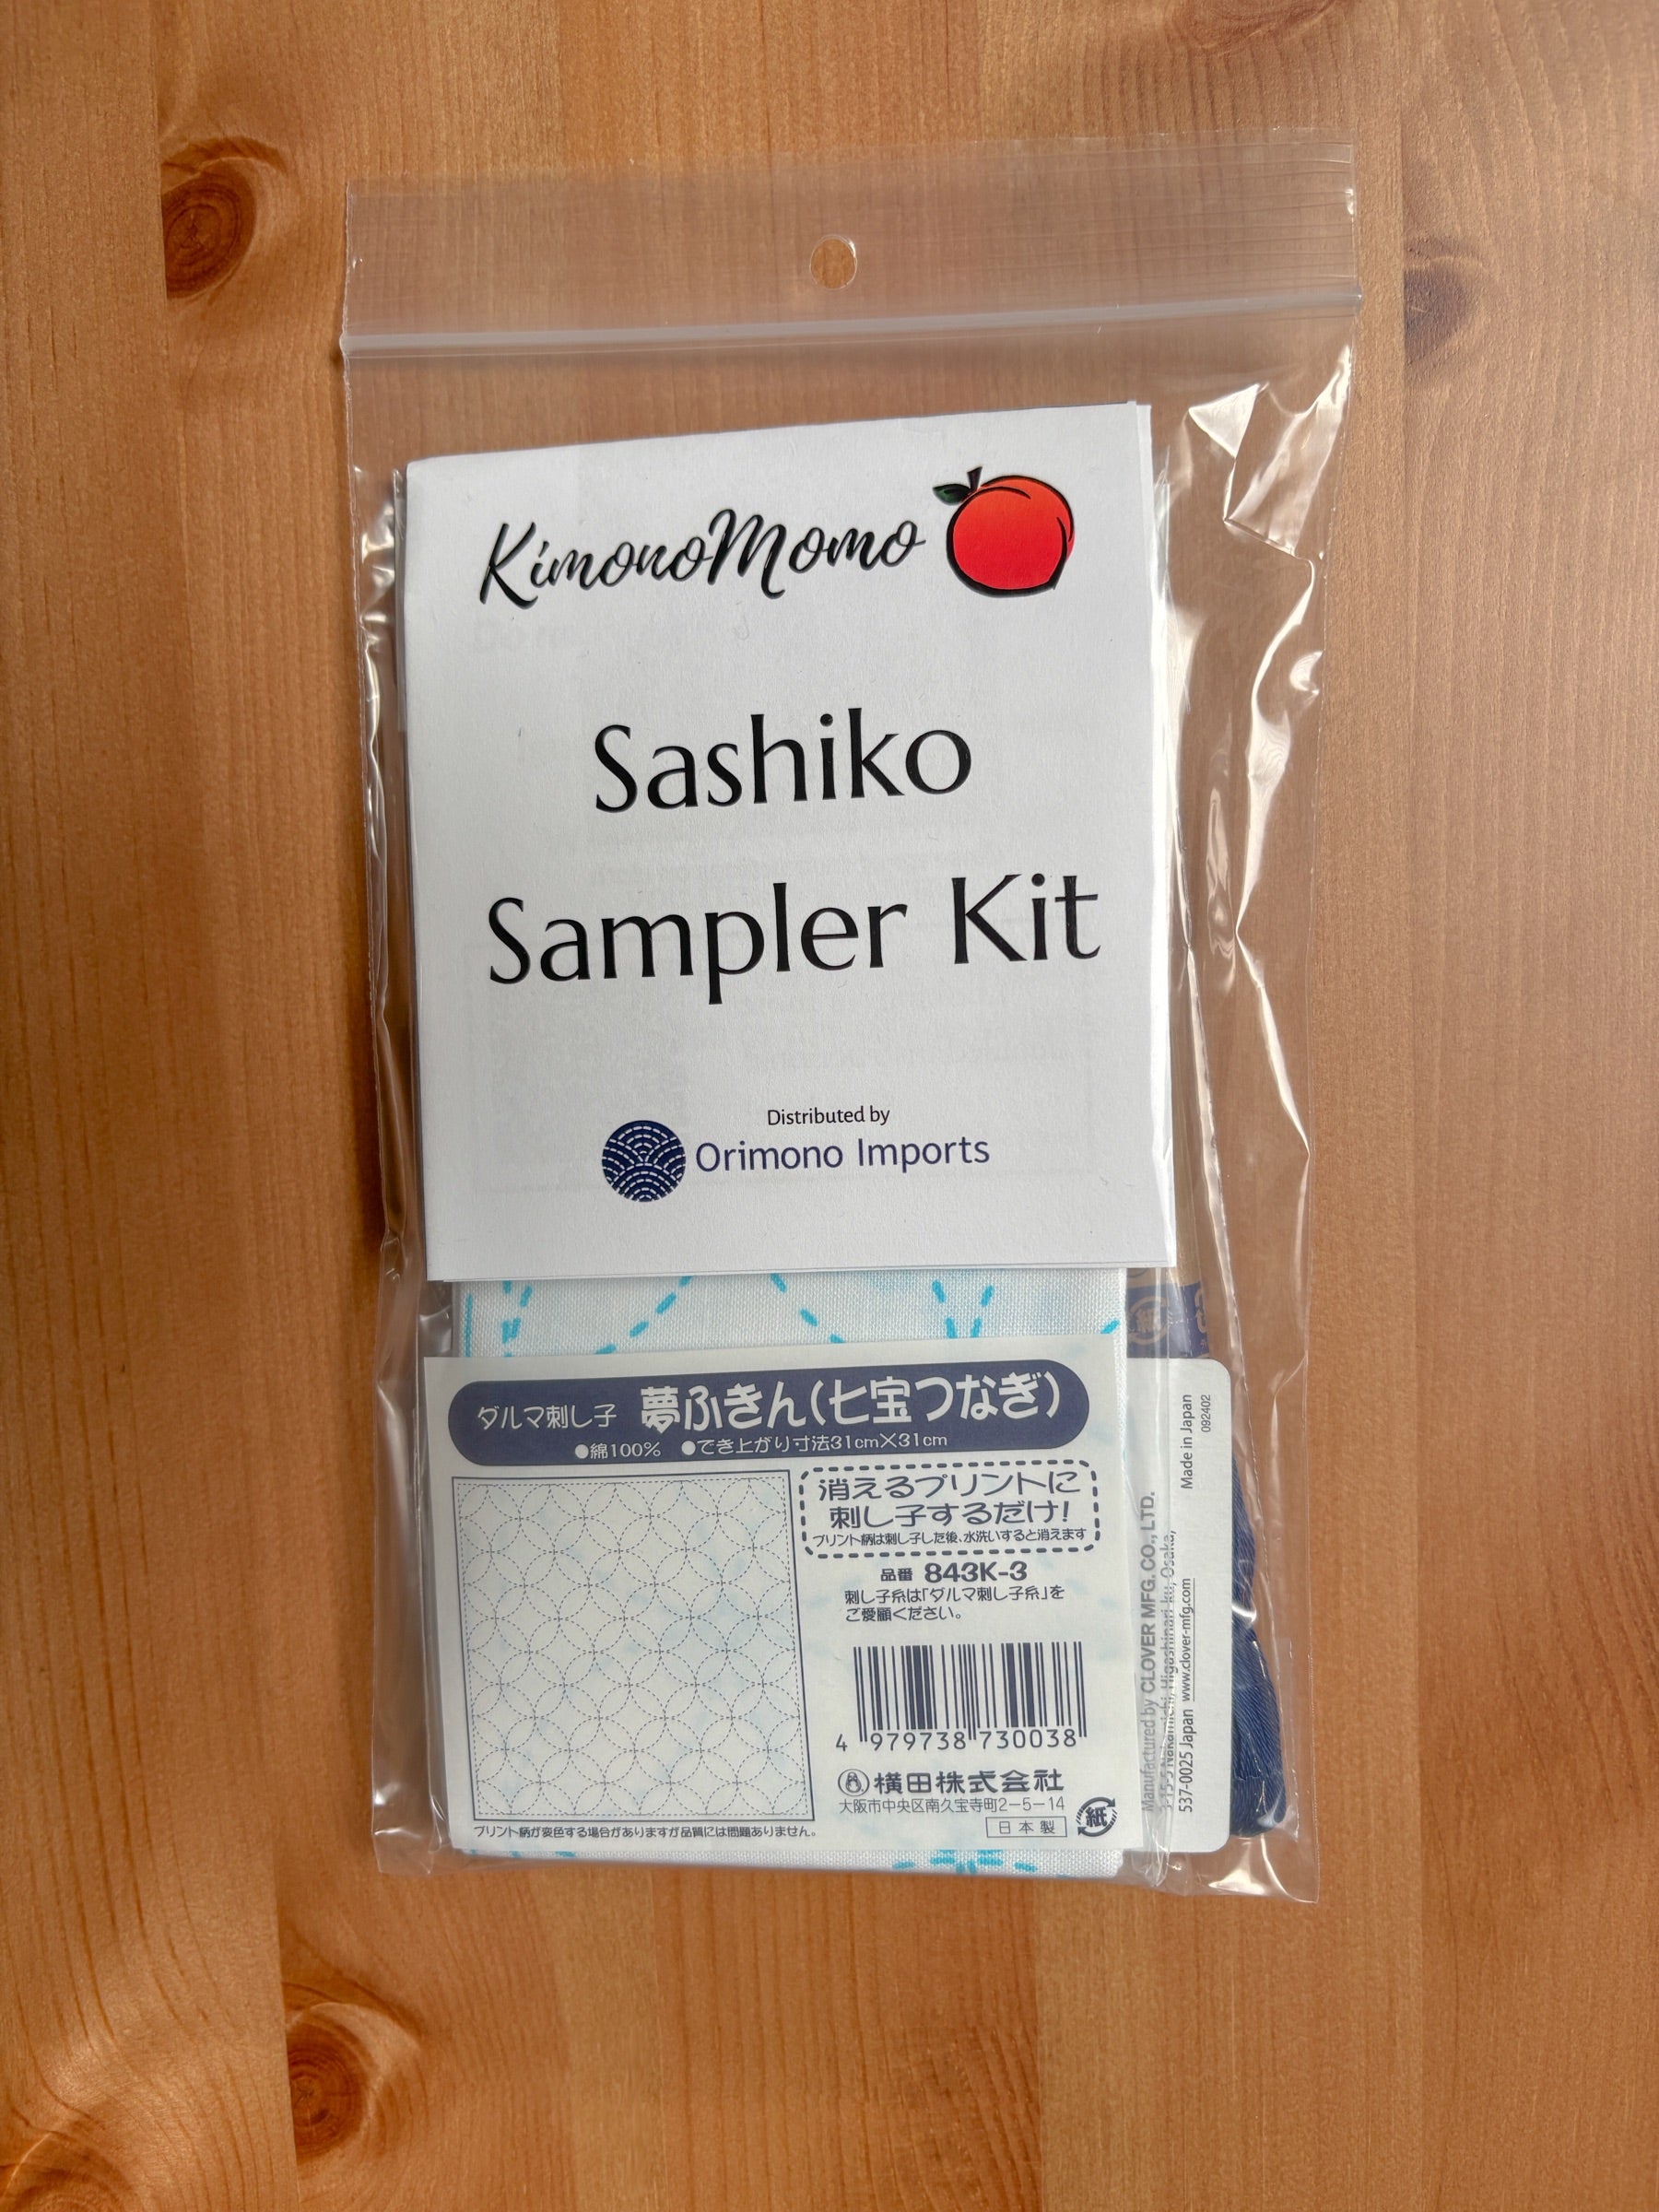 KimonoMomo
Sashiko
Sampler Kit
Distributed by
Orimono Imports
ダルマ刺し子 夢ふきん(七宝つなぎ)
●綿100% ●でき上がり寸法31cm×31cm
消えるプリントに
刺し子するだけ!
プリント柄は刺し子した後、水洗いすると消えます
品番 843K-3
刺し子糸は「ダルマ刺し子糸」を
ご愛顧ください。
4 979738 730038
横田株式会社
大阪市中央区南久宝寺町2-5-14
日本製
紙
プリント柄が変色する場合がありますが品質には問題ありません。
Manufactured by CLOVER MFG. CO., LTD.
3-15-5 Nakamichi, Higashinari-ku, Osaka,
537-0025 Japan www.clover-mfg.com
Made in Japan
092402
紙